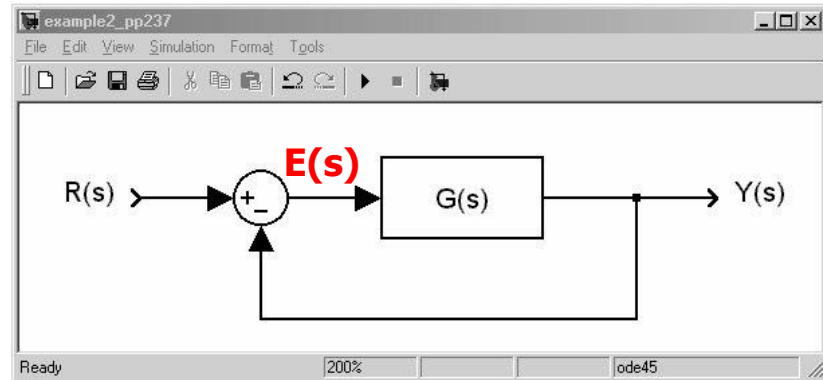 example2_pp237
File Edit View Simulation Format Tools
E(s)
R(s) + - G(s) Y(s)
Ready 200% ode45